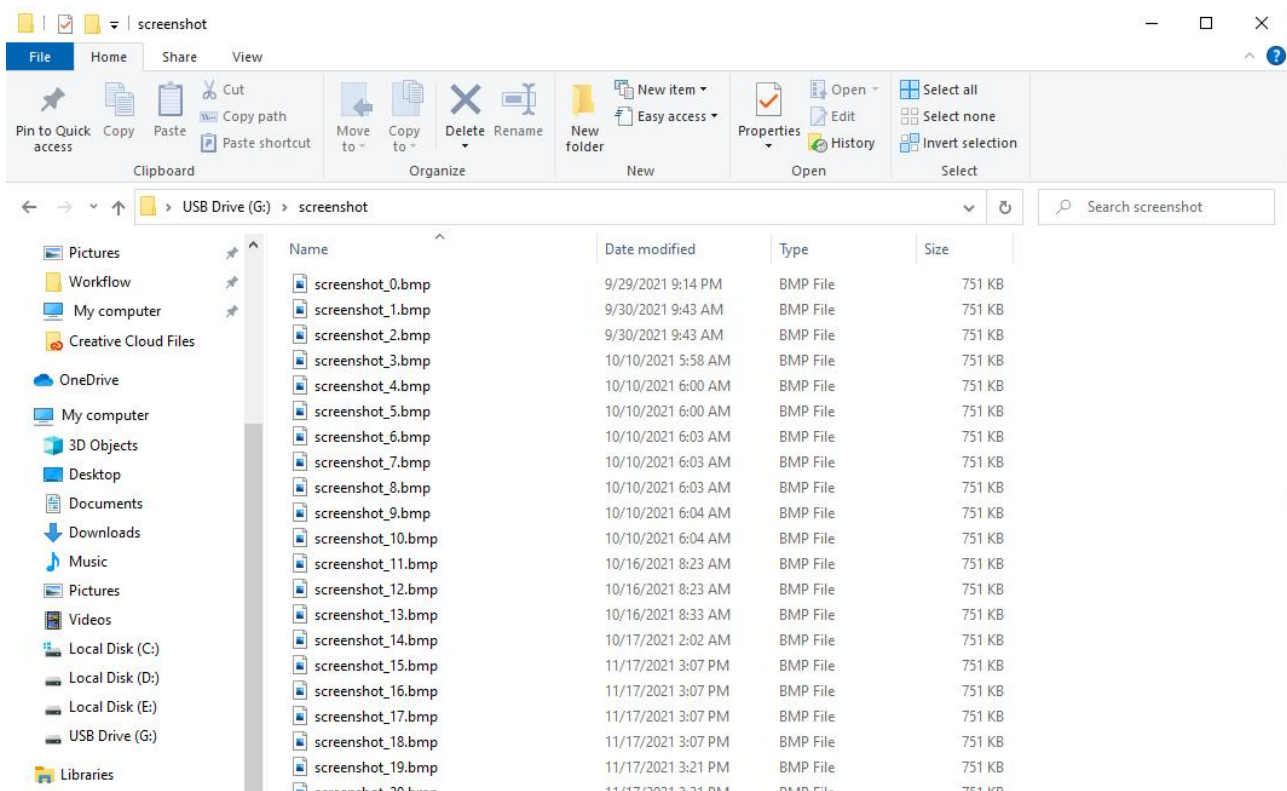 screenshot
File Home Share View
Pin to Quick access
Copy
Paste
Cut
Copy path
Paste shortcut
Move to
Copy to
Delete
Rename
New folder
New item
Easy access
Properties
Open
Edit
History
Select all
Select none
Invert selection
Clipboard Organize New Open Select
USB Drive (G:) screenshot
Search screenshot
Pictures
Workflow
My computer
Creative Cloud Files
OneDrive
My computer
3D Objects
Desktop
Documents
Downloads
Music
Pictures
Videos
Local Disk (C:)
Local Disk (D:)
Local Disk (E:)
USB Drive (G:)
Libraries
Name Date modified Type Size
screenshot_0.bmp 9/29/2021 9:14 PM BMP File 751 KB
screenshot_1.bmp 9/30/2021 9:43 AM BMP File 751 KB
screenshot_2.bmp 9/30/2021 9:43 AM BMP File 751 KB
screenshot_3.bmp 10/10/2021 5:58 AM BMP File 751 KB
screenshot_4.bmp 10/10/2021 6:00 AM BMP File 751 KB
screenshot_5.bmp 10/10/2021 6:00 AM BMP File 751 KB
screenshot_6.bmp 10/10/2021 6:03 AM BMP File 751 KB
screenshot_7.bmp 10/10/2021 6:03 AM BMP File 751 KB
screenshot_8.bmp 10/10/2021 6:03 AM BMP File 751 KB
screenshot_9.bmp 10/10/2021 6:04 AM BMP File 751 KB
screenshot_10.bmp 10/10/2021 6:04 AM BMP File 751 KB
screenshot_11.bmp 10/16/2021 8:23 AM BMP File 751 KB
screenshot_12.bmp 10/16/2021 8:23 AM BMP File 751 KB
screenshot_13.bmp 10/16/2021 8:33 AM BMP File 751 KB
screenshot_14.bmp 10/17/2021 2:02 AM BMP File 751 KB
screenshot_15.bmp 11/17/2021 3:07 PM BMP File 751 KB
screenshot_16.bmp 11/17/2021 3:07 PM BMP File 751 KB
screenshot_17.bmp 11/17/2021 3:07 PM BMP File 751 KB
screenshot_18.bmp 11/17/2021 3:07 PM BMP File 751 KB
screenshot_19.bmp 11/17/2021 3:21 PM BMP File 751 KB